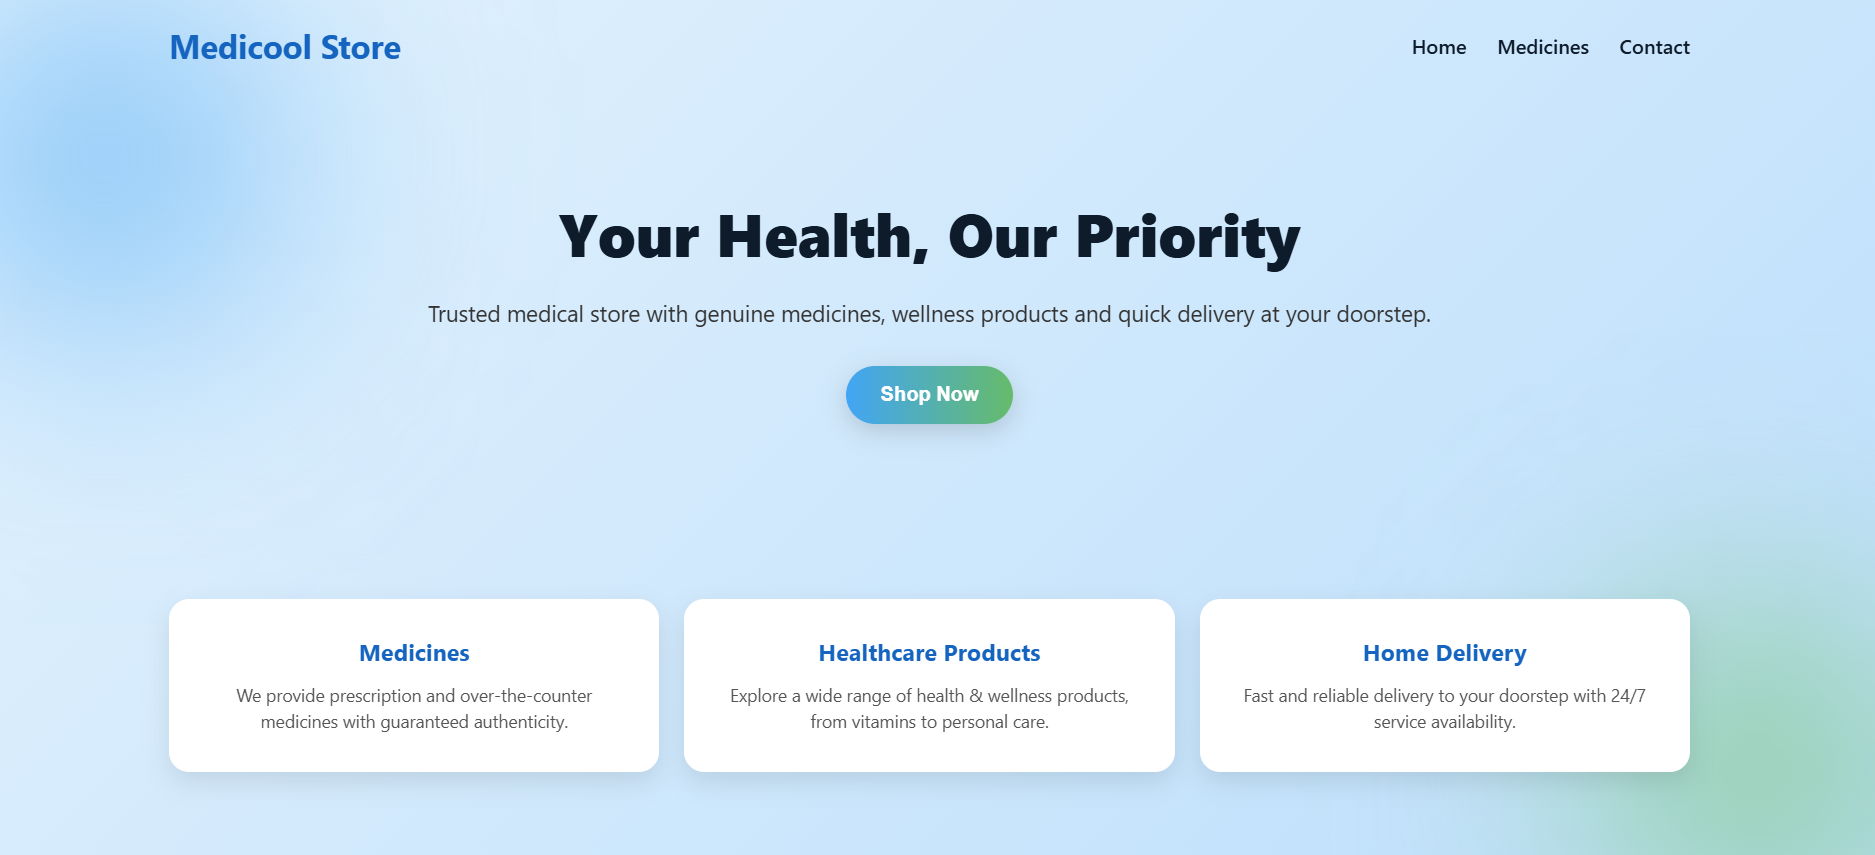 Medicool Store
Home Medicines Contact
Your Health, Our Priority
Trusted medical store with genuine medicines, wellness products and quick delivery at your doorstep.
Shop Now
Medicines
We provide prescription and over-the-counter
medicines with guaranteed authenticity.
Healthcare Products
Explore a wide range of health & wellness products,
from vitamins to personal care.
Home Delivery
Fast and reliable delivery to your doorstep with 24/7
service availability.